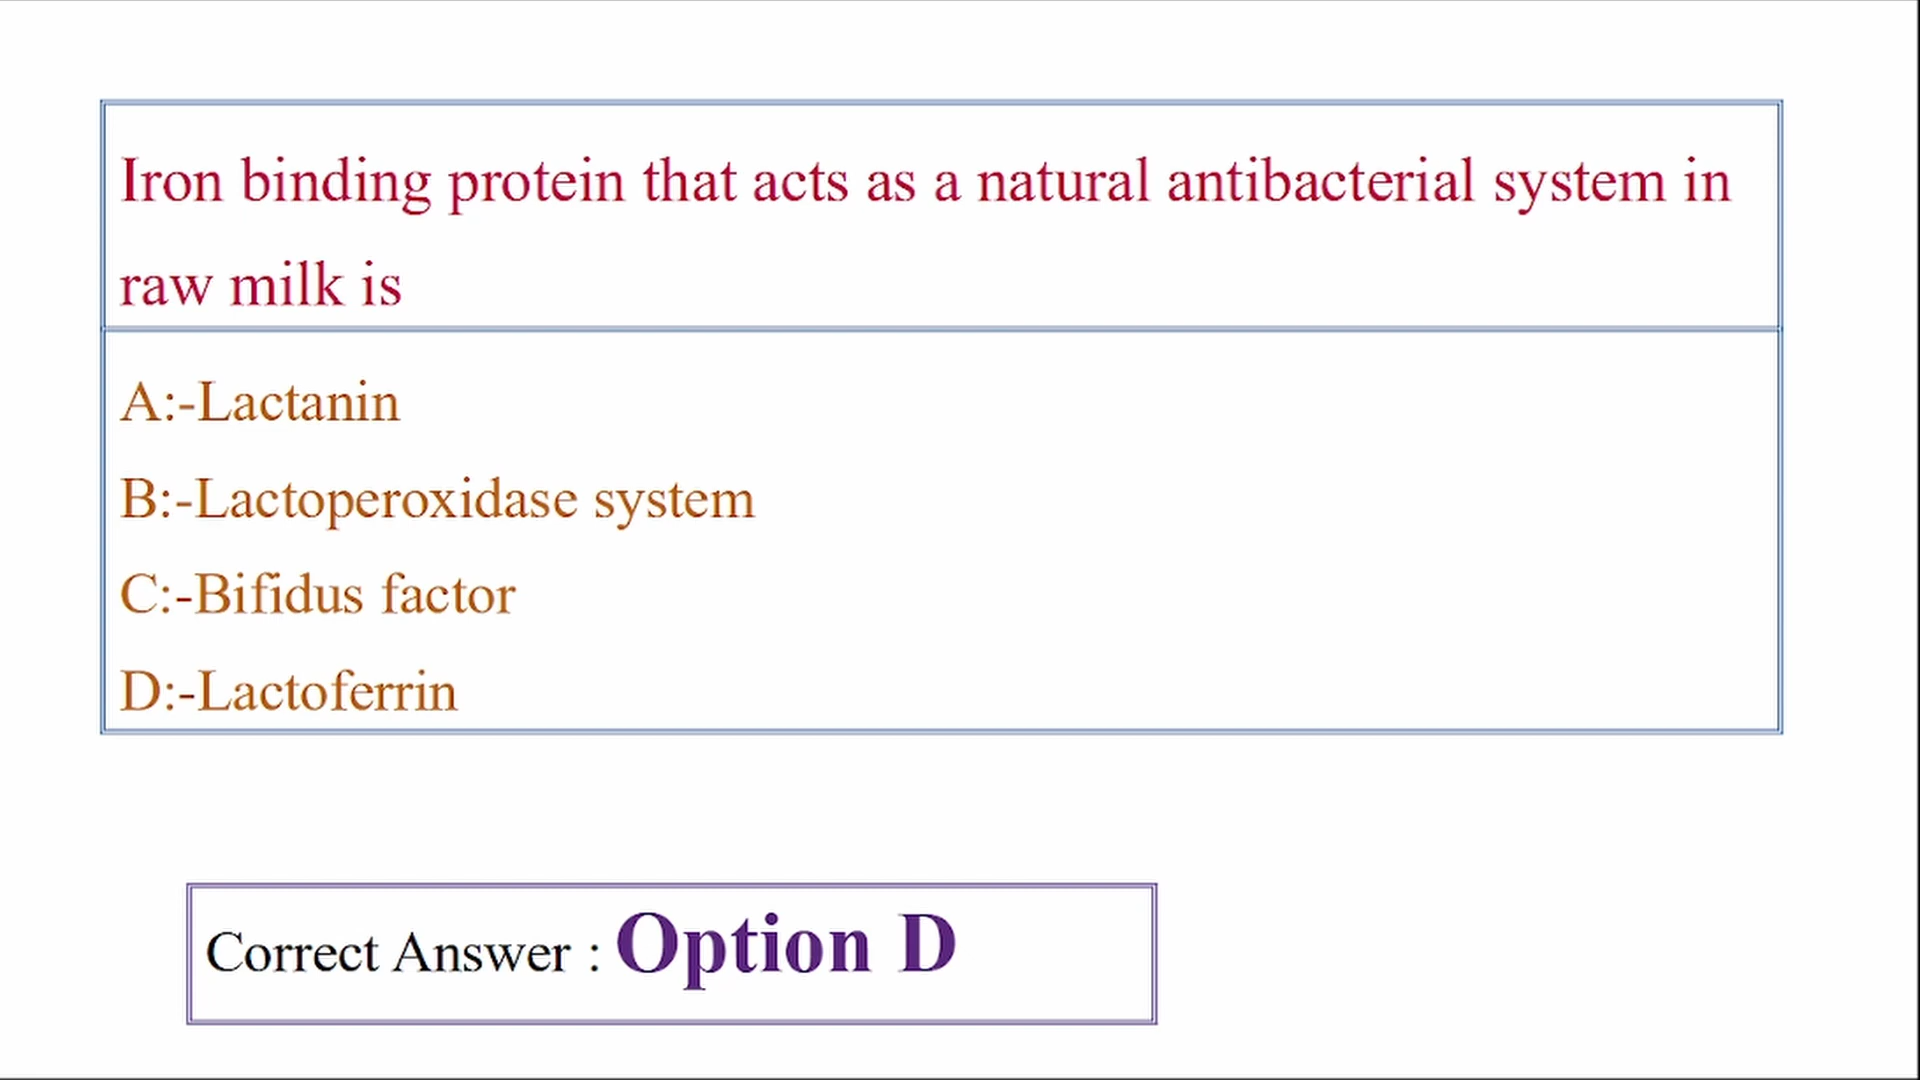 Iron binding protein that acts as a natural antibacterial system in
raw milk is
A:-Lactanin
B:-Lactoperoxidase system
C:-Bifidus factor
D:-Lactoferrin
Correct Answer : Option D